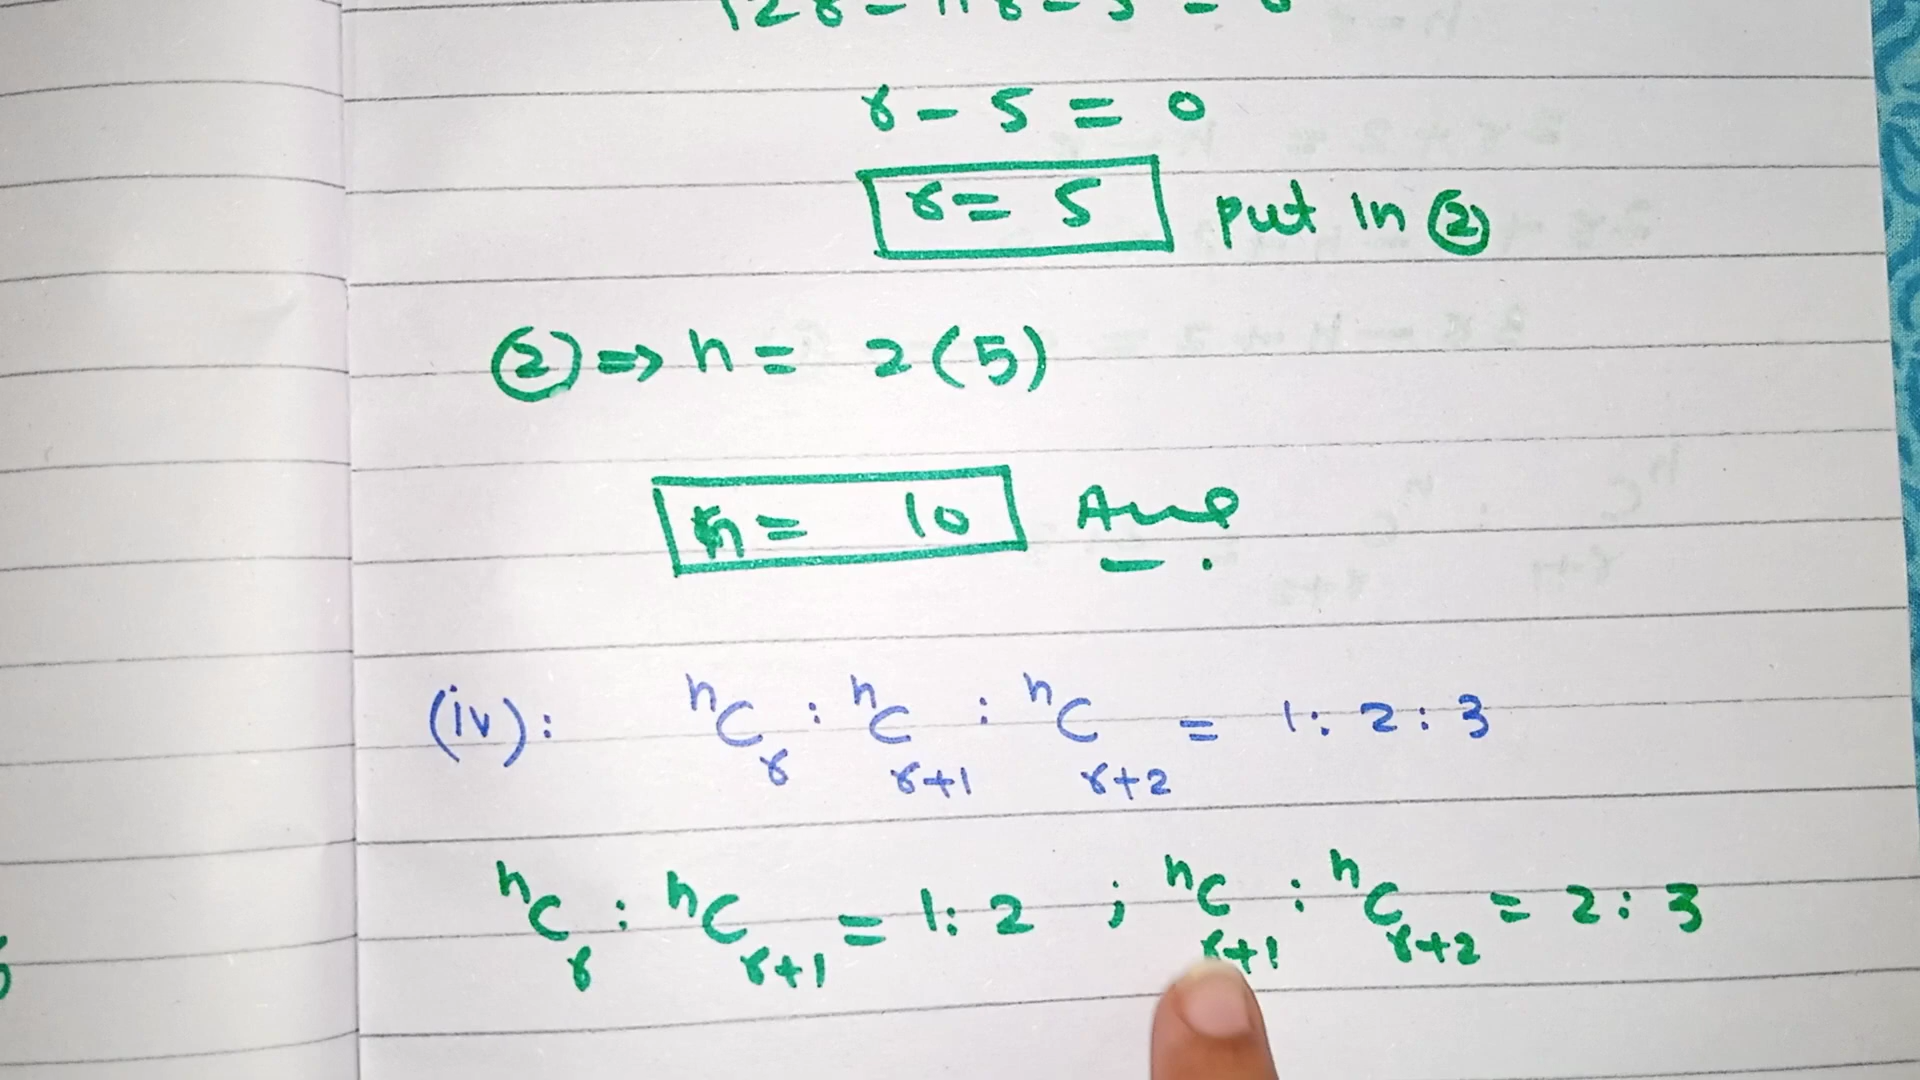 r - 5 = 0
r = 5 put in ②
② ⇒ n = 2(5)
n = 10 Ans.
(iv): ⁿCᵣ : ⁿCᵣ₊₁ : ⁿCᵣ₊₂ = 1 : 2 : 3
ⁿCᵣ : ⁿCᵣ₊₁ = 1 : 2 ; ⁿCᵣ₊₁ : ⁿCᵣ₊₂ = 2 : 3